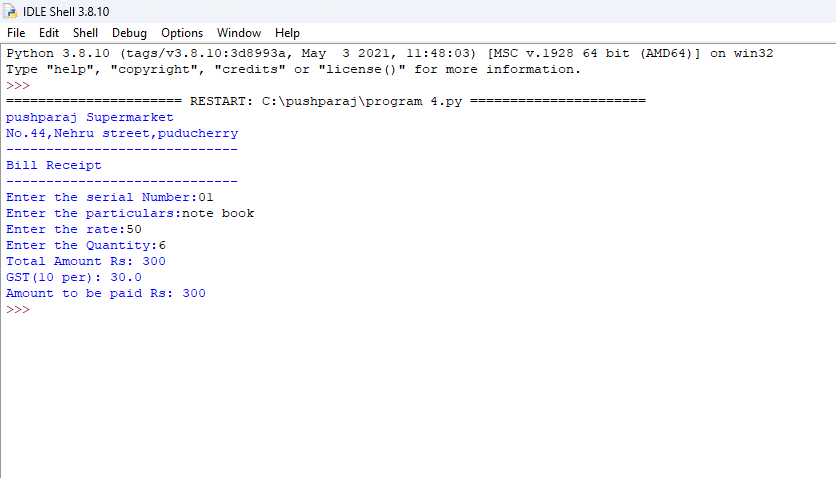 IDLE Shell 3.8.10
File Edit Shell Debug Options Window Help
Python 3.8.10 (tags/v3.8.10:3d8993a, May  3 2021, 11:48:03) [MSC v.1928 64 bit (AMD64)] on win32
Type "help", "copyright", "credits" or "license()" for more information.
>>>
====================== RESTART: C:\pushparaj\program 4.py ======================
pushparaj Supermarket
No.44,Nehru street,puducherry
-----------------------------
Bill Receipt
-----------------------------
Enter the serial Number:01
Enter the particulars:note book
Enter the rate:50
Enter the Quantity:6
Total Amount Rs: 300
GST(10 per): 30.0
Amount to be paid Rs: 300
>>>